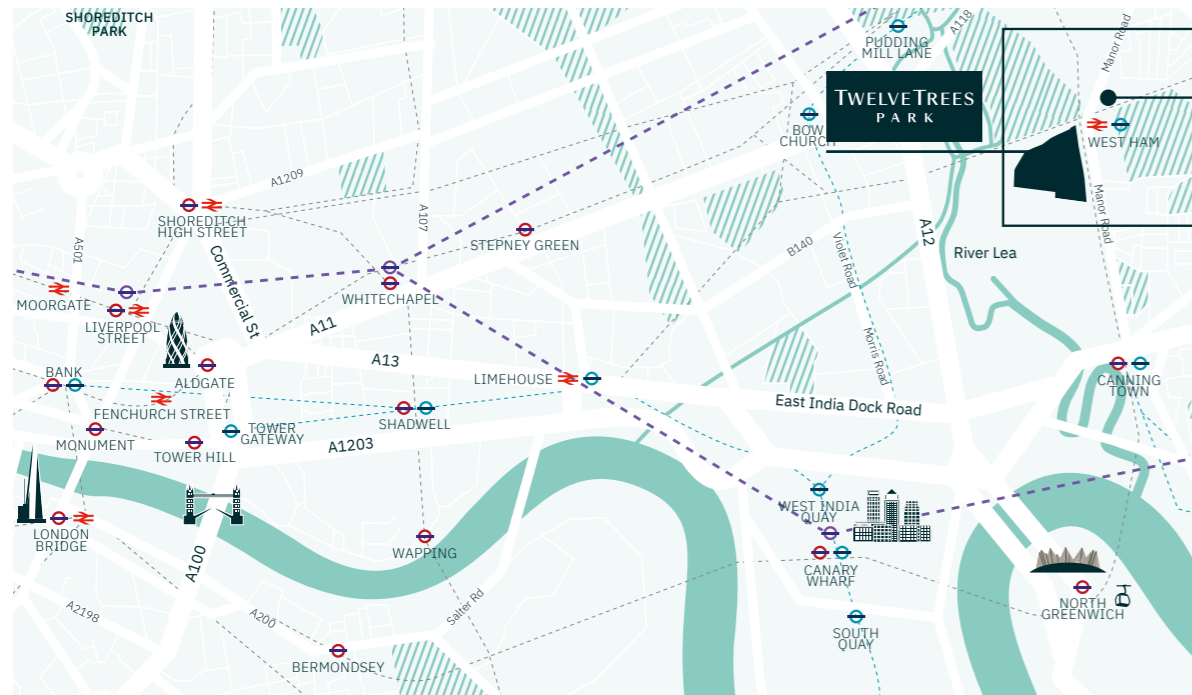 SHOREDITCH
PARK
PUDDING
MILL LANE
A118
Manor Road
TWELVETREES
PARK
BOW
CHURCH
WEST HAM
A1209
SHOREDITCH
HIGH STREET
A107
STEPNEY GREEN
A501
Commercial St
B140
Violet Road
A12
Manor Road
River Lea
MOORGATE
WHITECHAPEL
LIVERPOOL
STREET
A11
A13
Morris Road
BANK
ALDGATE
LIMEHOUSE
CANNING
TOWN
FENCHURCH STREET
East India Dock Road
MONUMENT
TOWER
GATEWAY
SHADWELL
TOWER HILL
A1203
WEST INDIA
QUAY
LONDON
BRIDGE
WAPPING
A100
CANARY
WHARF
A2198
A200
Salter Rd
NORTH
GREENWICH
SOUTH
QUAY
BERMONDSEY